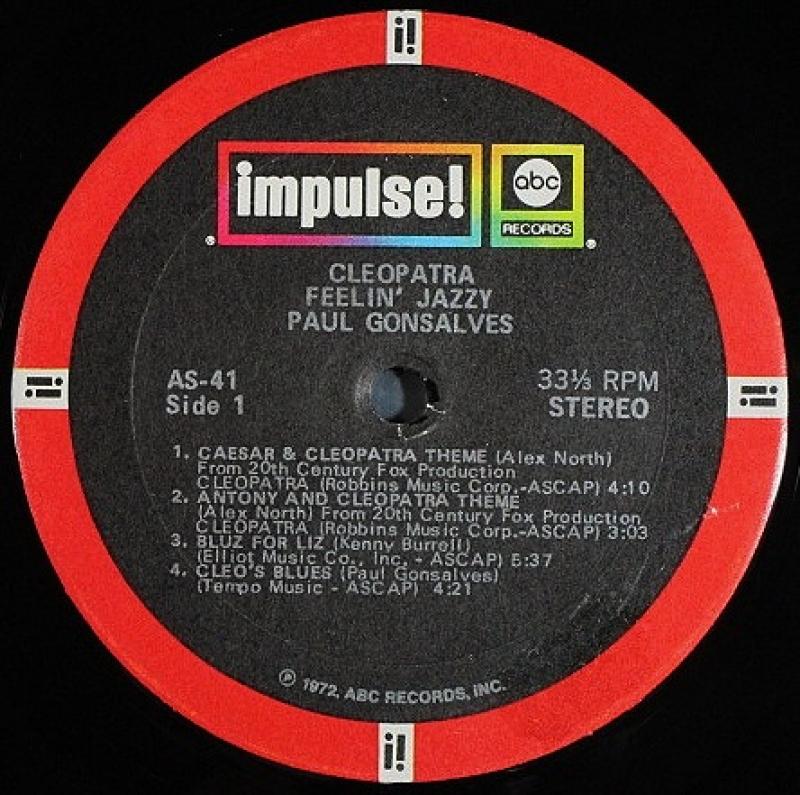 i!
impulse!
abc
RECORDS
® ®
CLEOPATRA
FEELIN' JAZZY
PAUL GONSALVES
AS-41 33⅓ RPM
Side 1 STEREO
1. CAESAR & CLEOPATRA THEME (Alex North)
From 20th Century Fox Production
CLEOPATRA (Robbins Music Corp.-ASCAP) 4:10
2. ANTONY AND CLEOPATRA THEME
(Alex North) From 20th Century Fox Production
CLEOPATRA (Robbins Music Corp.-ASCAP) 3:03
3. BLUZ FOR LIZ (Kenny Burrell)
(Elliot Music Co., Inc. - ASCAP) 5:37
4. CLEO'S BLUES (Paul Gonsalves)
(Tempo Music - ASCAP) 4:21
℗ 1972, ABC RECORDS, INC.
i!
i!
i!